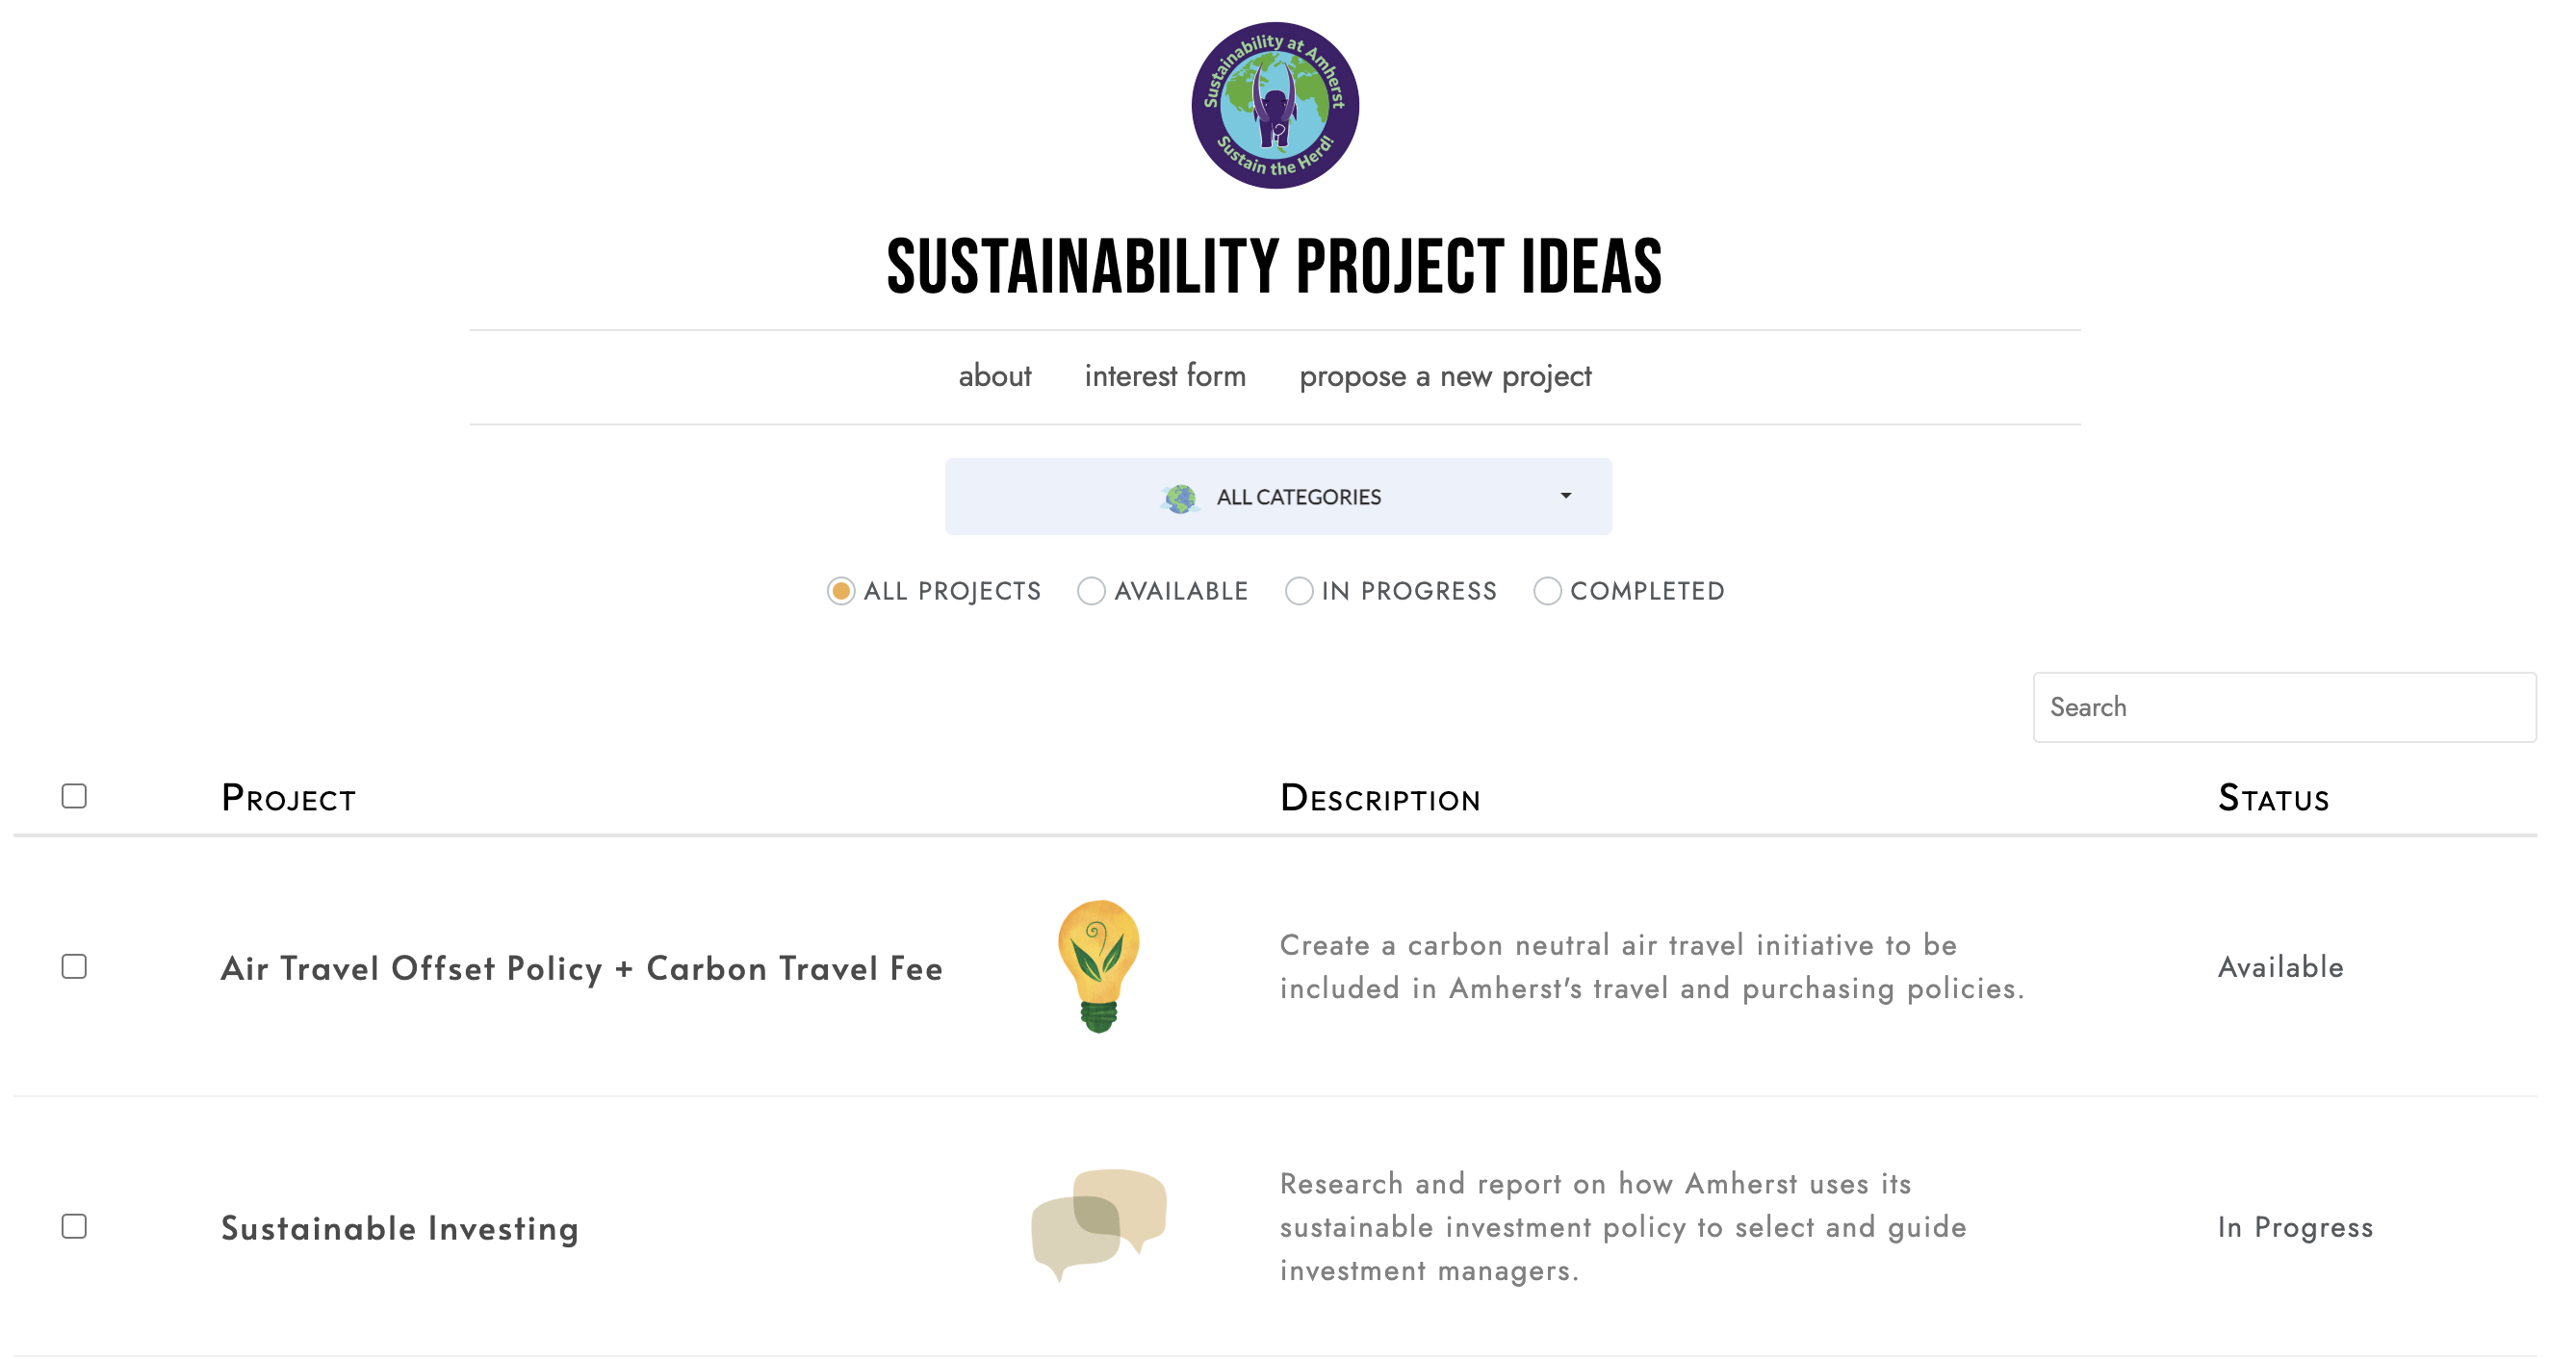 Sustainability at Amherst
Sustain the Herd!
SUSTAINABILITY PROJECT IDEAS
about interest form propose a new project
ALL CATEGORIES
ALL PROJECTS AVAILABLE IN PROGRESS COMPLETED
Search
PROJECT DESCRIPTION STATUS
Air Travel Offset Policy + Carbon Travel Fee
Create a carbon neutral air travel initiative to be
included in Amherst's travel and purchasing policies.
Available
Sustainable Investing
Research and report on how Amherst uses its
sustainable investment policy to select and guide
investment managers.
In Progress